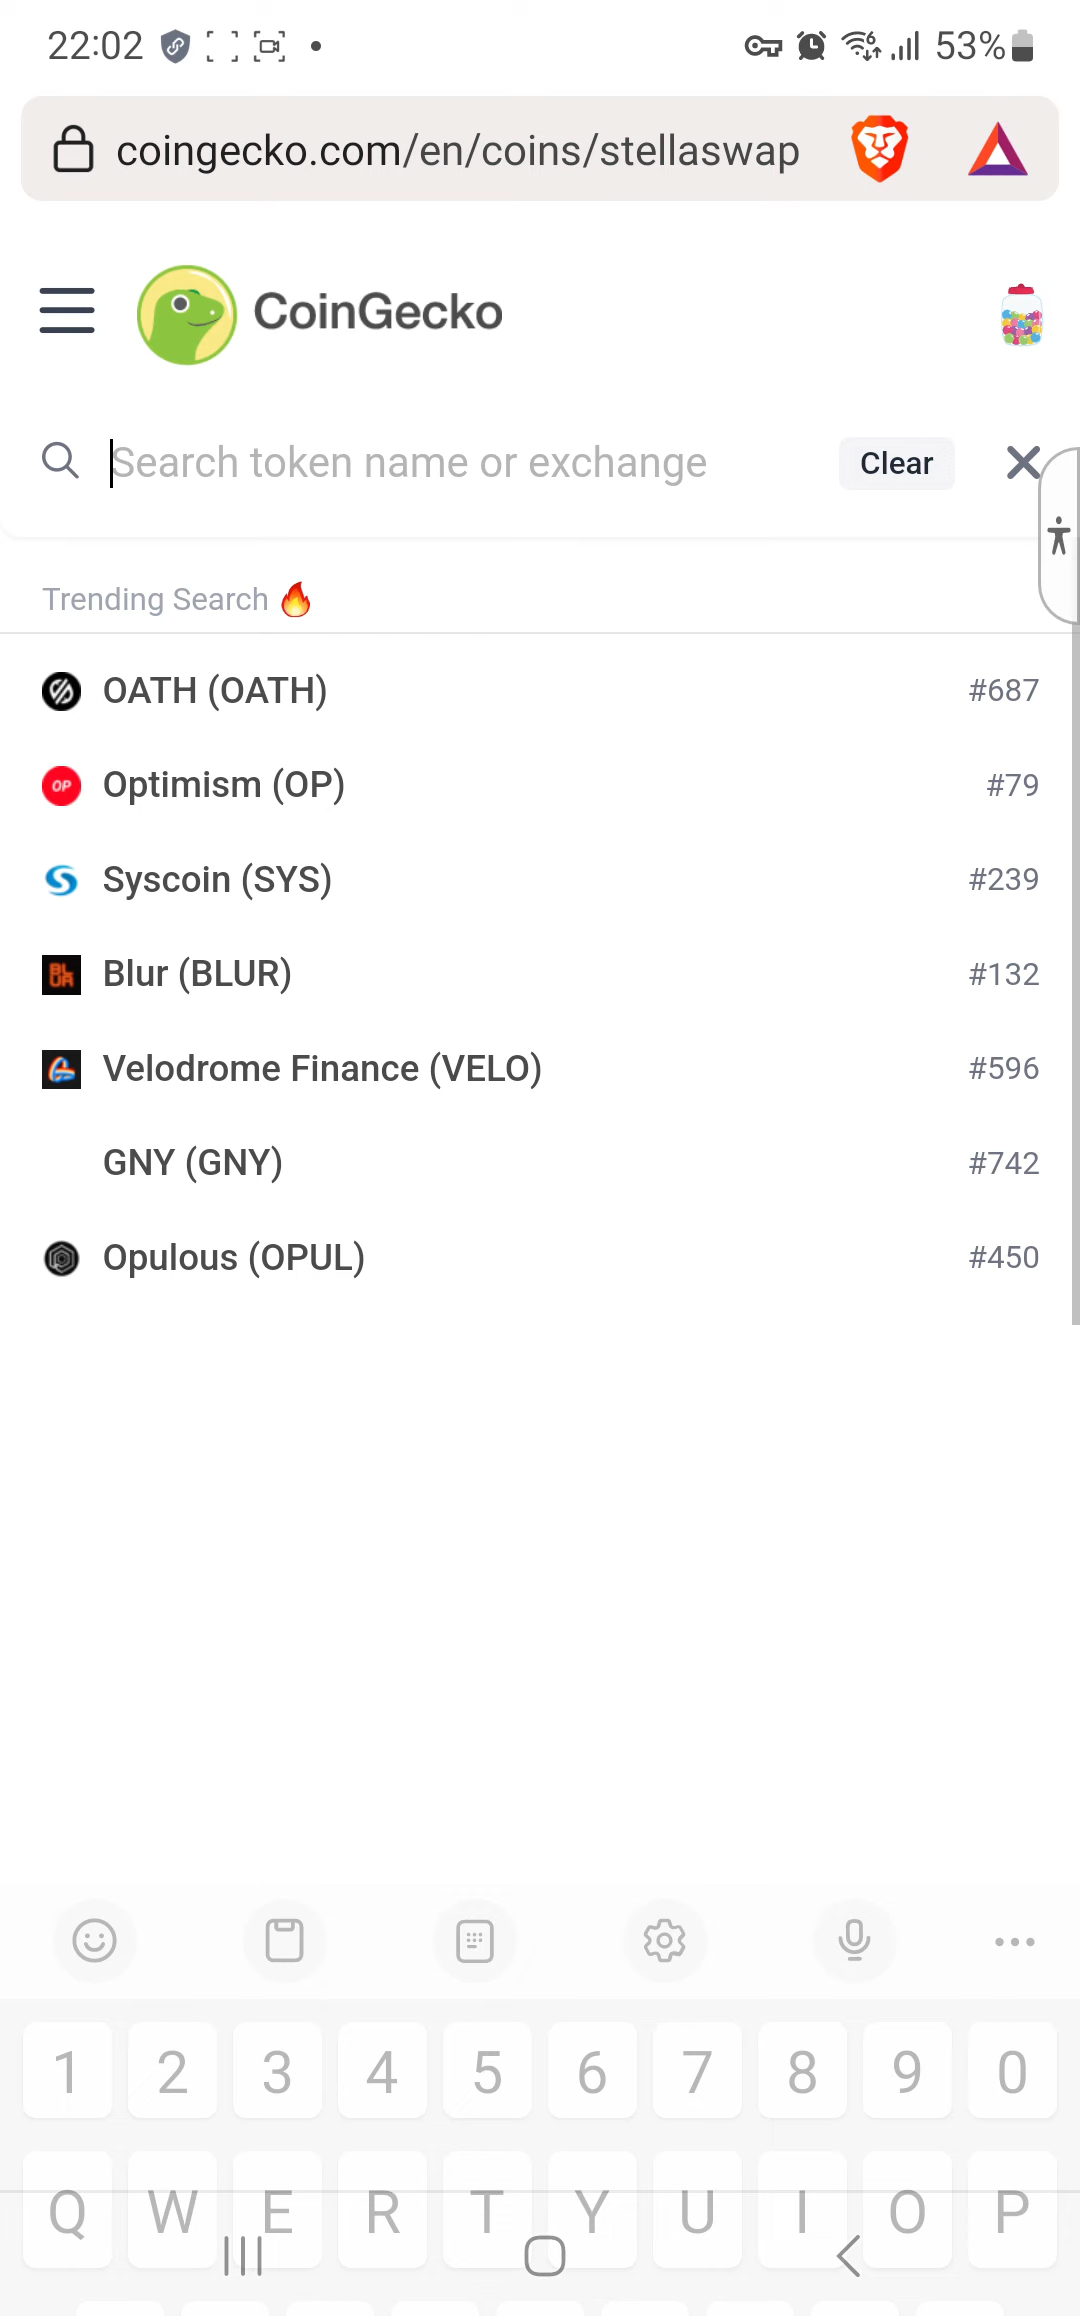 22:02
53%
coingecko.com/en/coins/stellaswap
CoinGecko
Search token name or exchange
Clear
Trending Search 🔥
OATH (OATH) #687
OP Optimism (OP) #79
Syscoin (SYS) #239
BLUR Blur (BLUR) #132
Velodrome Finance (VELO) #596
GNY (GNY) #742
Opulous (OPUL) #450
1 2 3 4 5 6 7 8 9 0
Q W E R T Y U I O P